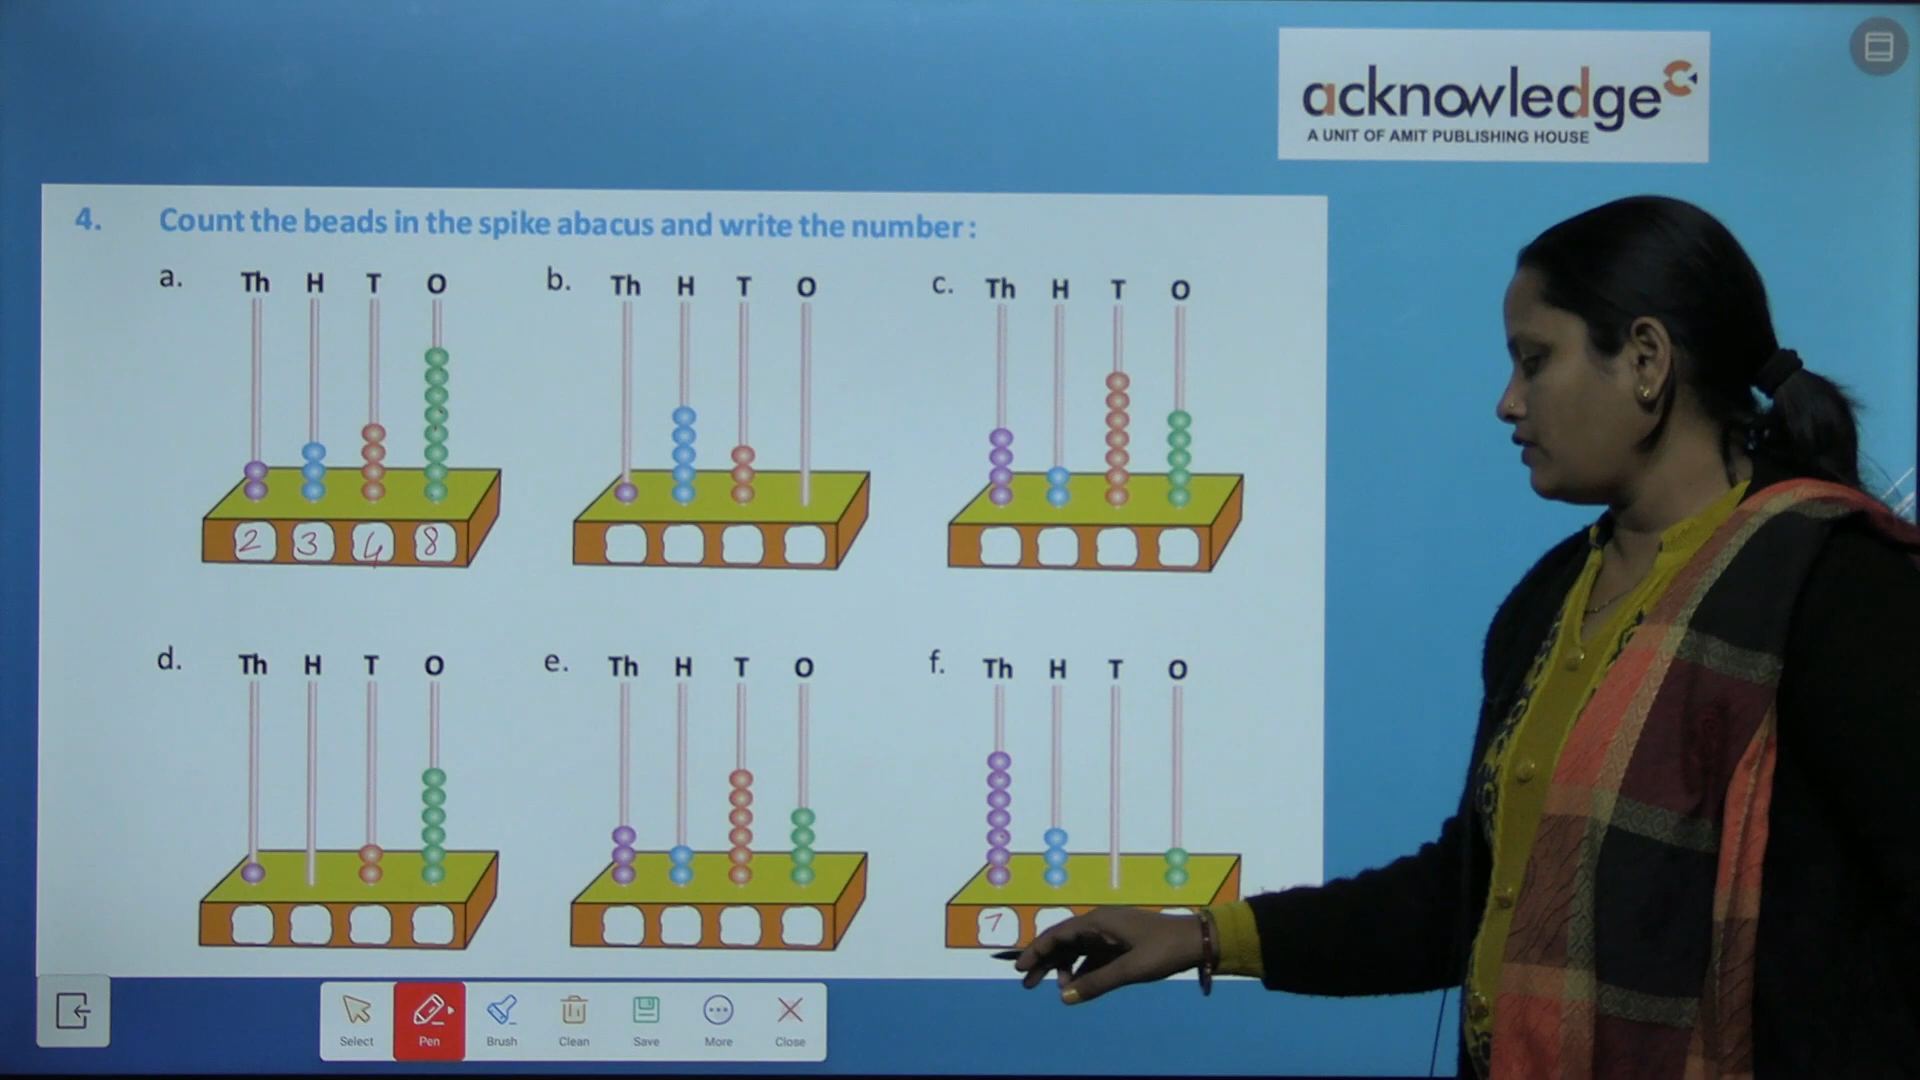 acknowledge
A UNIT OF AMIT PUBLISHING HOUSE
4. Count the beads in the spike abacus and write the number:
a. Th H T O b. Th H T O c. Th H T O
2 3 4 8
d. Th H T O e. Th H T O f. Th H T O
7
Select Pen Brush Clean Save More Close